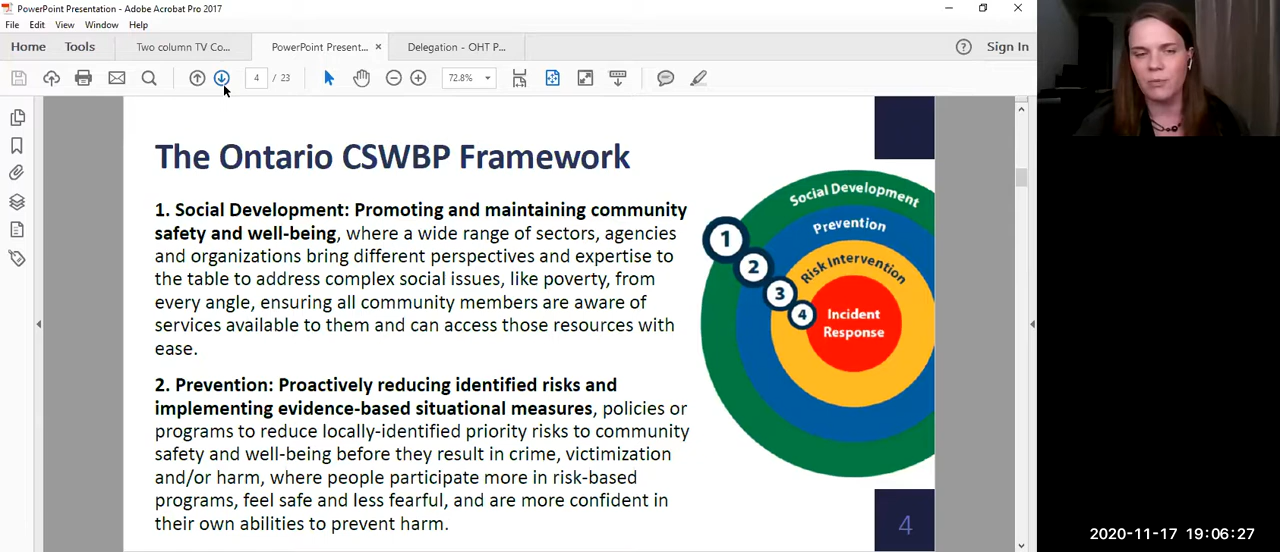 PowerPoint Presentation - Adobe Acrobat Pro 2017
File Edit View Window Help
Home Tools Two column TV Co... PowerPoint Present... × Delegation - OHT P... Sign In
4 / 23 72.8%
The Ontario CSWBP Framework
1. Social Development: Promoting and maintaining community
safety and well-being, where a wide range of sectors, agencies
and organizations bring different perspectives and expertise to
the table to address complex social issues, like poverty, from
every angle, ensuring all community members are aware of
services available to them and can access those resources with
ease.
2. Prevention: Proactively reducing identified risks and
implementing evidence-based situational measures, policies or
programs to reduce locally-identified priority risks to community
safety and well-being before they result in crime, victimization
and/or harm, where people participate more in risk-based
programs, feel safe and less fearful, and are more confident in
their own abilities to prevent harm.
Social Development
Prevention
Risk Intervention
Incident
Response
1
2
3
4
4
2020-11-17 19:06:27